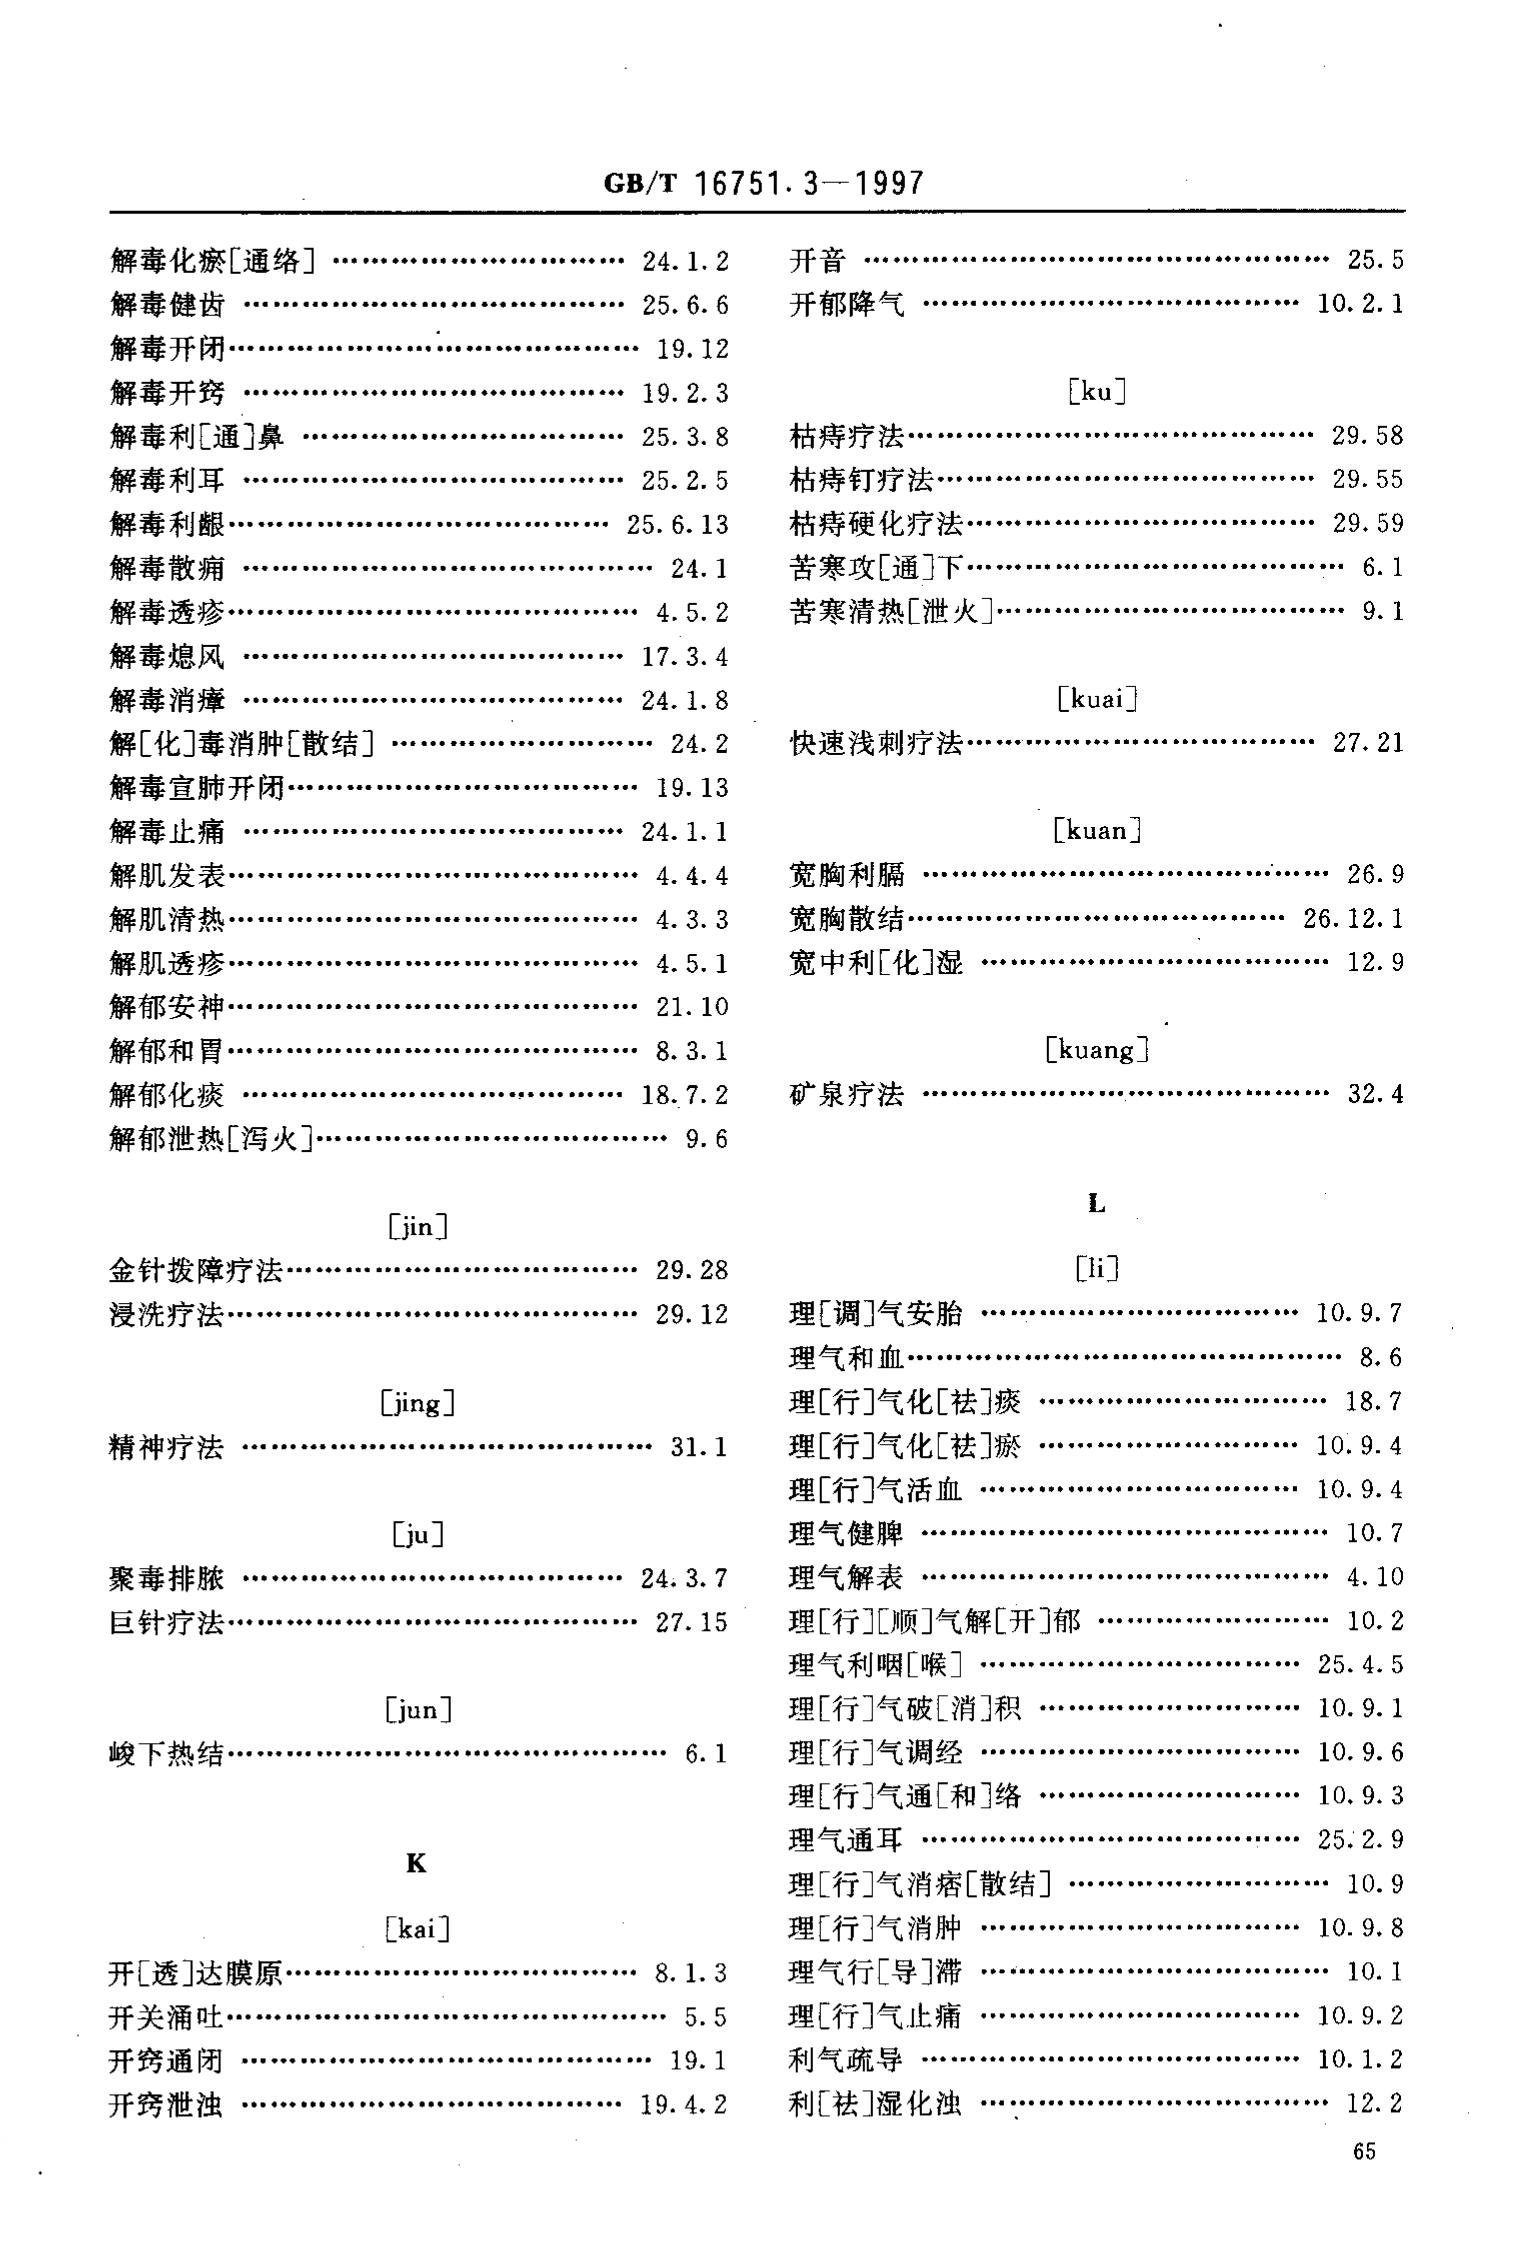 GB/T 16751.3—1997
解毒化瘀[通络] ………………………… 24.1.2
解毒健齿 ………………………………… 25.6.6
解毒开闭…………………………………… 19.12
解毒开窍 ………………………………… 19.2.3
解毒利[通]鼻 …………………………… 25.3.8
解毒利耳 ………………………………… 25.2.5
解毒利龈………………………………… 25.6.13
解毒散痈 …………………………………… 24.1
解毒透疹…………………………………… 4.5.2
解毒熄风 ………………………………… 17.3.4
解毒消瘴 ………………………………… 24.1.8
解[化]毒消肿[散结] ……………………… 24.2
解毒宣肺开闭……………………………… 19.13
解毒止痛 ………………………………… 24.1.1
解肌发表…………………………………… 4.4.4
解肌清热…………………………………… 4.3.3
解肌透疹…………………………………… 4.5.1
解郁安神…………………………………… 21.10
解郁和胃…………………………………… 8.3.1
解郁化痰 ………………………………… 18.7.2
解郁泄热[泻火]……………………………… 9.6
[jin]
金针拨障疗法……………………………… 29.28
浸洗疗法…………………………………… 29.12
[jing]
精神疗法 …………………………………… 31.1
[ju]
聚毒排脓 ………………………………… 24.3.7
巨针疗法…………………………………… 27.15
[jun]
峻下热结……………………………………… 6.1
K
[kai]
开[透]达膜原……………………………… 8.1.3
开关涌吐……………………………………… 5.5
开窍通闭 …………………………………… 19.1
开窍泄浊 ………………………………… 19.4.2
开音 ………………………………………… 25.5
开郁降气 ………………………………… 10.2.1
[ku]
枯痔疗法…………………………………… 29.58
枯痔钉疗法………………………………… 29.55
枯痔硬化疗法……………………………… 29.59
苦寒攻[通]下………………………………… 6.1
苦寒清热[泄火]……………………………… 9.1
[kuai]
快速浅刺疗法……………………………… 27.21
[kuan]
宽胸利膈 …………………………………… 26.9
宽胸散结………………………………… 26.12.1
宽中利[化]湿 ……………………………… 12.9
[kuang]
矿泉疗法 …………………………………… 32.4
L
[li]
理[调]气安胎 …………………………… 10.9.7
理气和血……………………………………… 8.6
理[行]气化[祛]痰 ………………………… 18.7
理[行]气化[祛]瘀 ……………………… 10.9.4
理[行]气活血 …………………………… 10.9.4
理气健脾 …………………………………… 10.7
理气解表 …………………………………… 4.10
理[行][顺]气解[开]郁 …………………… 10.2
理气利咽[喉] …………………………… 25.4.5
理[行]气破[消]积 ……………………… 10.9.1
理[行]气调经 …………………………… 10.9.6
理[行]气通[和]络 ……………………… 10.9.3
理气通耳 ………………………………… 25.2.9
理[行]气消痞[散结] ……………………… 10.9
理[行]气消肿 …………………………… 10.9.8
理气行[导]滞 ……………………………… 10.1
理[行]气止痛 …………………………… 10.9.2
利气疏导 ………………………………… 10.1.2
利[祛]湿化浊 ……………………………… 12.2
65